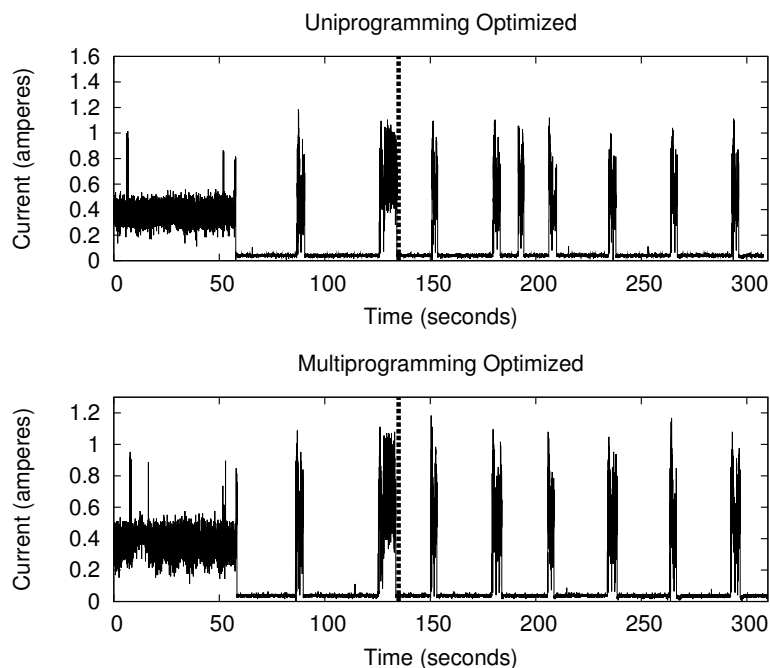 Uniprogramming Optimized
Current (amperes)
1.6
1.4
1.2
1
0.8
0.6
0.4
0.2
0
0 50 100 150 200 250 300
Time (seconds)
Multiprogramming Optimized
Current (amperes)
1.2
1
0.8
0.6
0.4
0.2
0
0 50 100 150 200 250 300
Time (seconds)